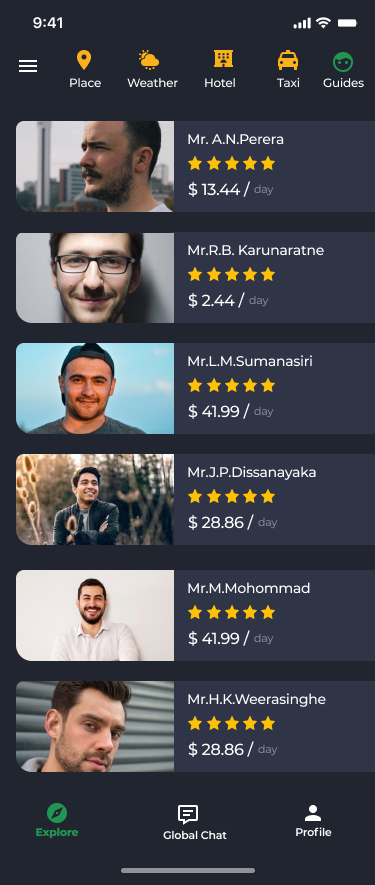 9:41
Place Weather Hotel Taxi Guides
Mr. A.N.Perera
$ 13.44 / day
Mr.R.B. Karunaratne
$ 2.44 / day
Mr.L.M.Sumanasiri
$ 41.99 / day
Mr.J.P.Dissanayaka
$ 28.86 / day
Mr.M.Mohommad
$ 41.99 / day
Mr.H.K.Weerasinghe
$ 28.86 / day
Explore Global Chat Profile